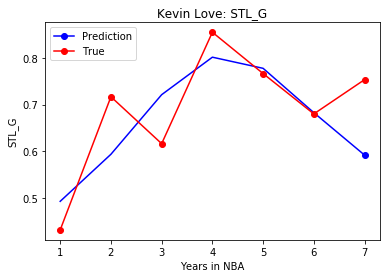 Kevin Love: STL_G
Prediction
True
0.8
0.7
0.6
0.5
STL_G
1 2 3 4 5 6 7
Years in NBA